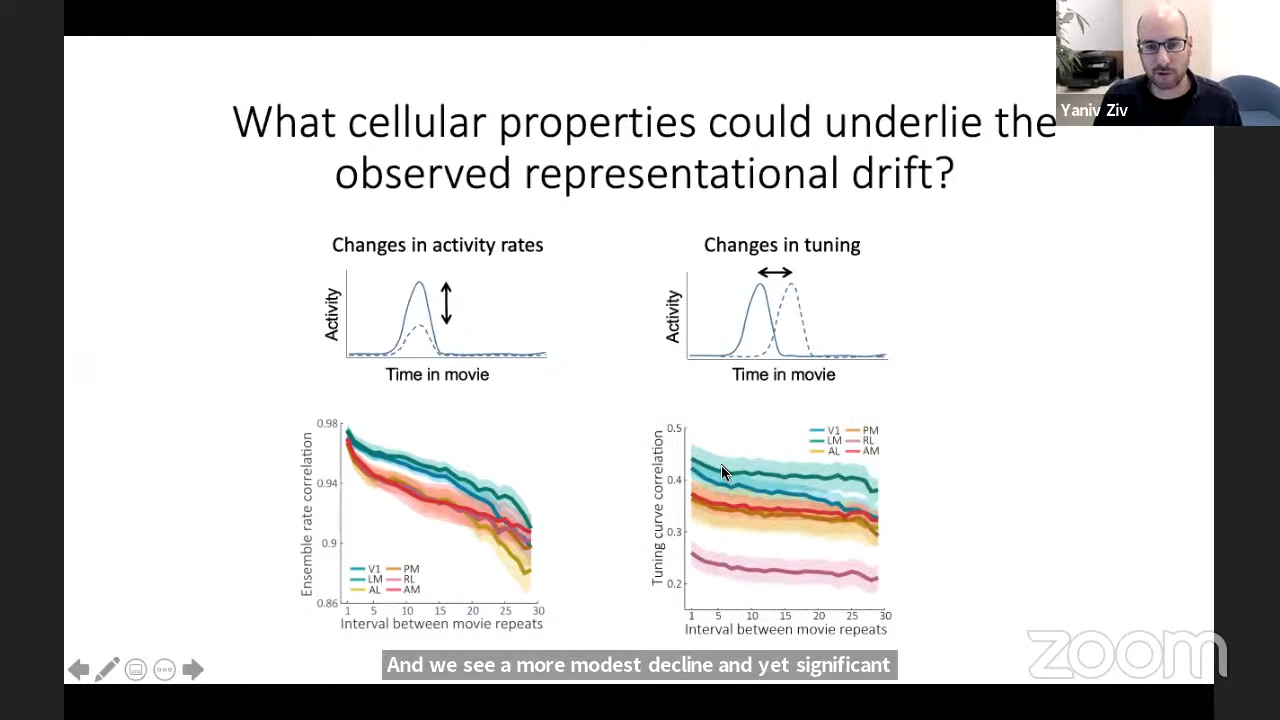 Yaniv Ziv
What cellular properties could underlie the
observed representational drift?
Changes in activity rates
Activity
Time in movie
Changes in tuning
Activity
Time in movie
Ensemble rate correlation
0.98
0.94
0.9
0.86
V1 PM
LM RL
AL AM
1 5 10 15 20 25 30
Interval between movie repeats
Tuning curve correlation
0.5
0.4
0.3
0.2
V1 PM
LM RL
AL AM
1 5 10 15 20 25 30
Interval between movie repeats
And we see a more modest decline and yet significant
zoom